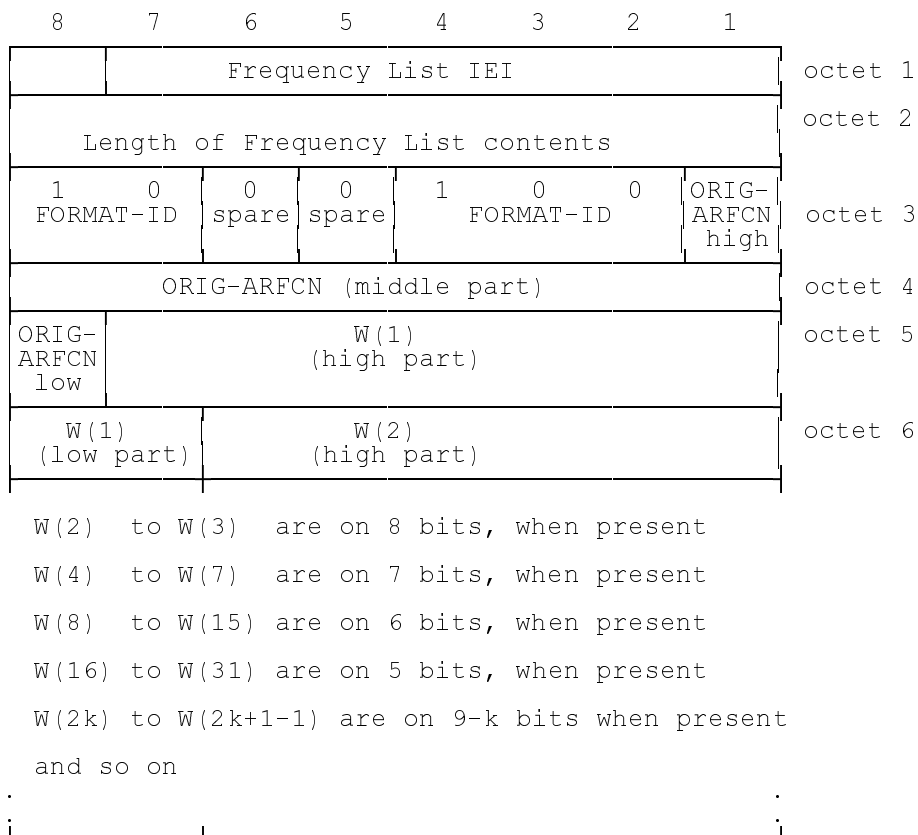 8 7 6 5 4 3 2 1
Frequency List IEI octet 1
octet 2
Length of Frequency List contents
1 0 0 0 1 0 0 ORIG-
FORMAT-ID spare spare FORMAT-ID ARFCN octet 3
high
ORIG-ARFCN (middle part) octet 4
ORIG- W(1) octet 5
ARFCN (high part)
low
W(1) W(2) octet 6
(low part) (high part)
W(2) to W(3) are on 8 bits, when present
W(4) to W(7) are on 7 bits, when present
W(8) to W(15) are on 6 bits, when present
W(16) to W(31) are on 5 bits, when present
W(2k) to W(2k+1-1) are on 9-k bits when present
and so on